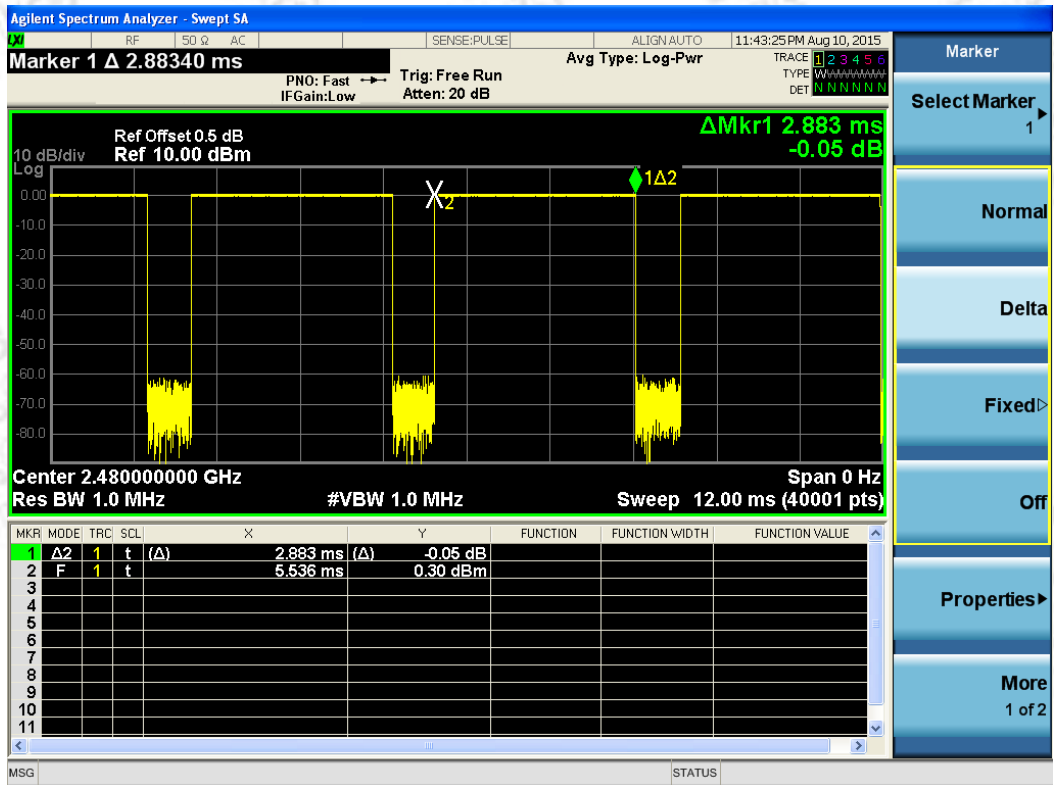 Agilent Spectrum Analyzer - Swept SA
LXI RF 50 Ω AC SENSE:PULSE ALIGN AUTO 11:43:25 PM Aug 10, 2015
Marker 1 Δ 2.88340 ms
PNO: Fast
IFGain:Low
Trig: Free Run
Atten: 20 dB
Avg Type: Log-Pwr
TRACE 1 2 3 4 5 6
TYPE WWWWWW
DET N N N N N N
ΔMkr1 2.883 ms
-0.05 dB
Ref Offset 0.5 dB
10 dB/div Ref 10.00 dBm
Log
1Δ2
2
0.00
-10.0
-20.0
-30.0
-40.0
-50.0
-60.0
-70.0
-80.0
Center 2.480000000 GHz Span 0 Hz
Res BW 1.0 MHz #VBW 1.0 MHz Sweep 12.00 ms (40001 pts)
MKR MODE TRC SCL X Y FUNCTION FUNCTION WIDTH FUNCTION VALUE
1 Δ2 1 t (Δ) 2.883 ms (Δ) -0.05 dB
2 F 1 t 5.536 ms 0.30 dBm
3
4
5
6
7
8
9
10
11
MSG STATUS
Marker
Select Marker
1
Normal
Delta
Fixed
Off
Properties
More
1 of 2